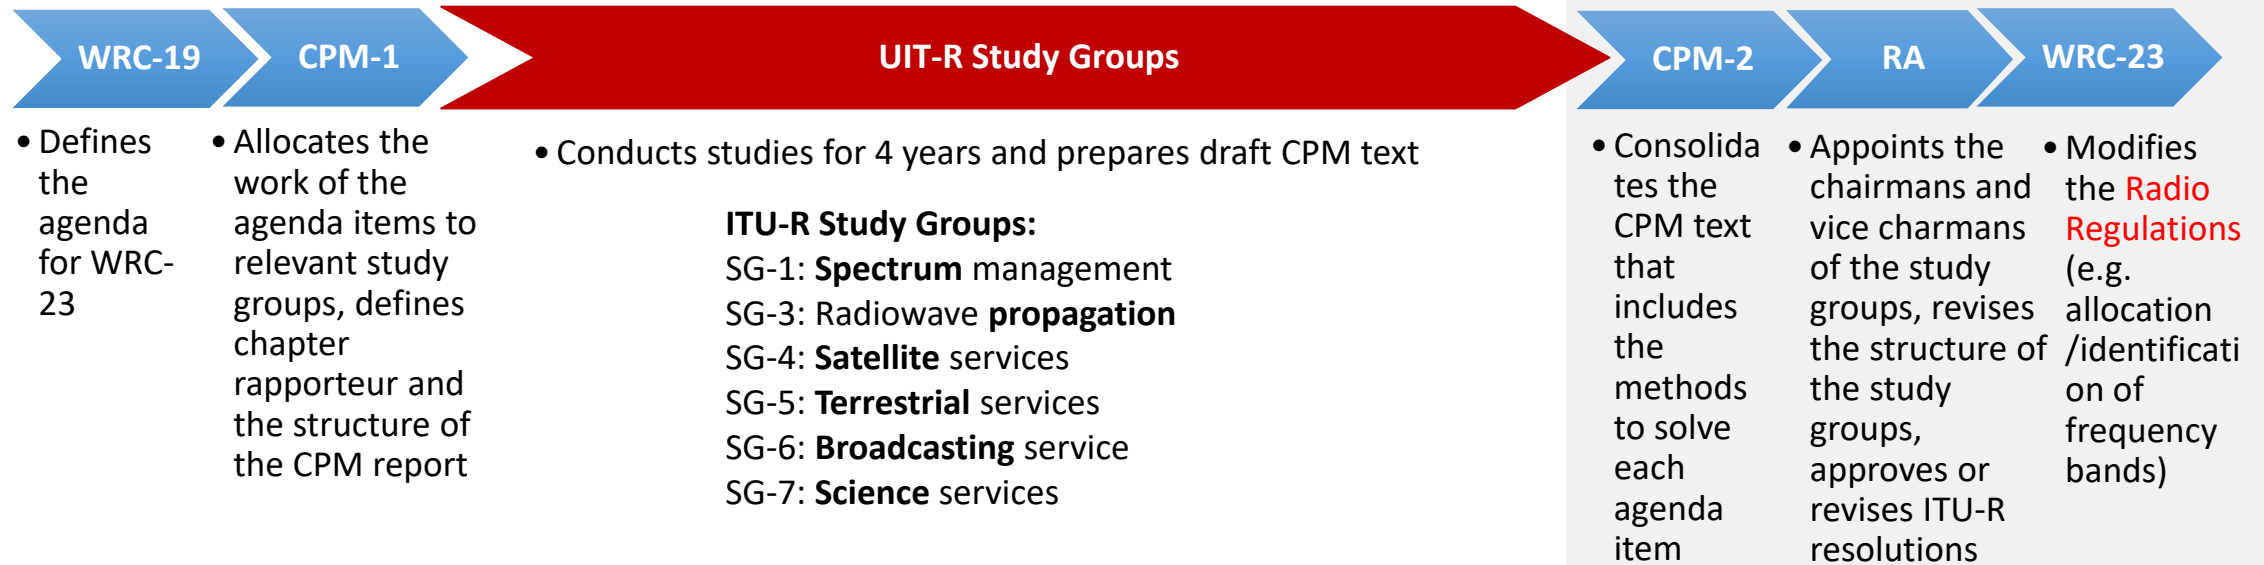 WRC-19
CPM-1
UIT-R Study Groups
CPM-2
RA
WRC-23
• Defines
the
agenda
for WRC-
23
• Allocates the
work of the
agenda items to
relevant study
groups, defines
chapter
rapporteur and
the structure of
the CPM report
• Conducts studies for 4 years and prepares draft CPM text
ITU-R Study Groups:
SG-1: Spectrum management
SG-3: Radiowave propagation
SG-4: Satellite services
SG-5: Terrestrial services
SG-6: Broadcasting service
SG-7: Science services
• Consolida
tes the
CPM text
that
includes
the
methods
to solve
each
agenda
item
• Appoints the
chairmans and
vice charmans
of the study
groups, revises
the structure of
the study
groups,
approves or
revises ITU-R
resolutions
• Modifies
the Radio
Regulations
(e.g.
allocation
/identificati
on of
frequency
bands)